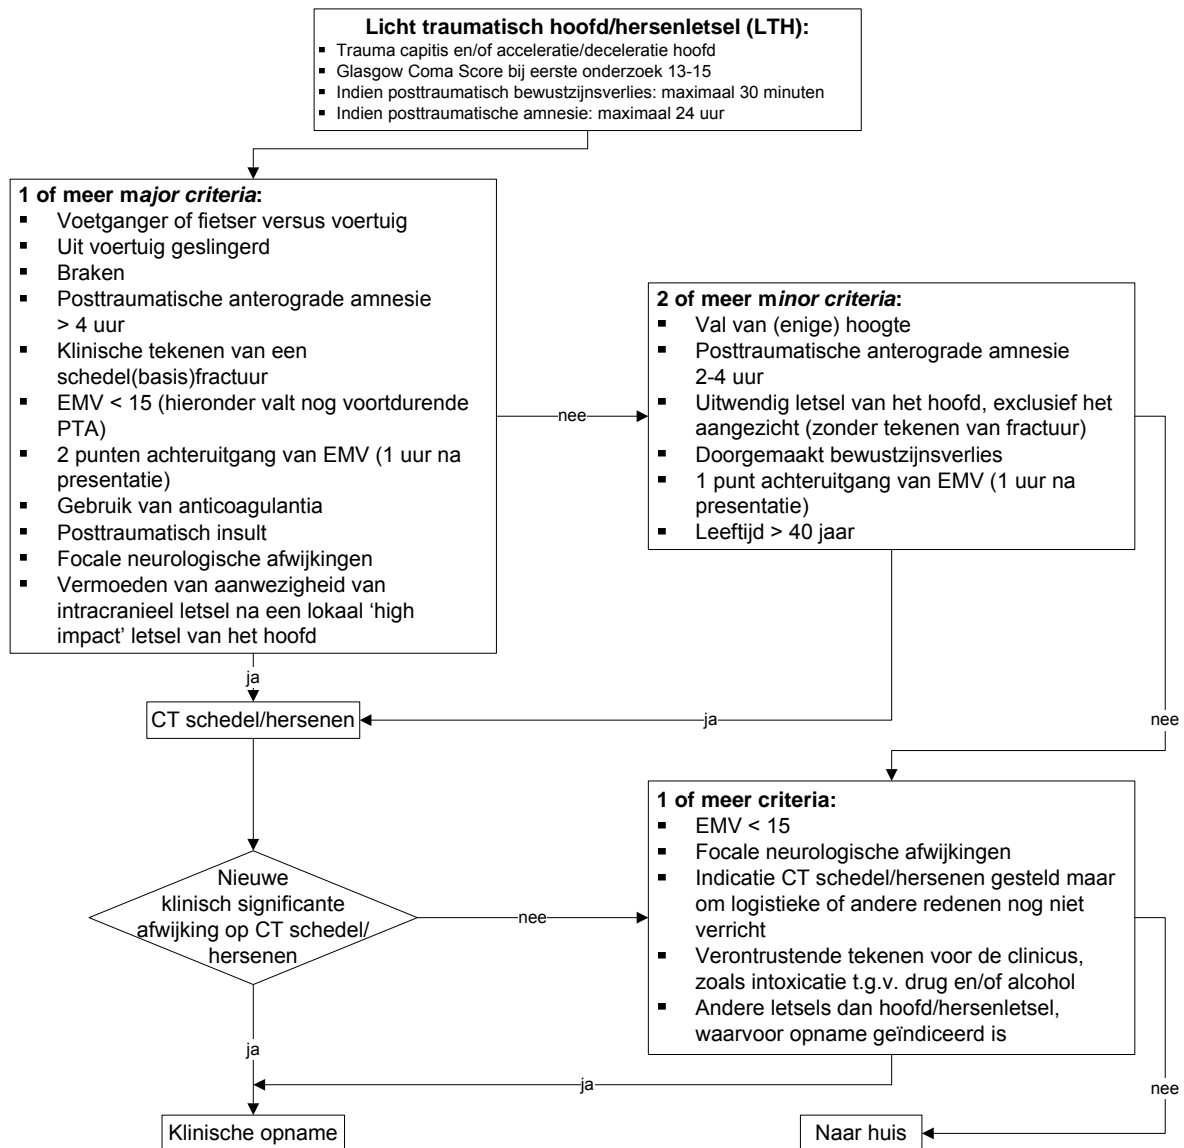 Licht traumatisch hoofd/hersenletsel (LTH):
▪ Trauma capitis en/of acceleratie/deceleratie hoofd
▪ Glasgow Coma Score bij eerste onderzoek 13-15
▪ Indien posttraumatisch bewustzijnsverlies: maximaal 30 minuten
▪ Indien posttraumatische amnesie: maximaal 24 uur
1 of meer major criteria:
▪ Voetganger of fietser versus voertuig
▪ Uit voertuig geslingerd
▪ Braken
▪ Posttraumatische anterograde amnesie
> 4 uur
▪ Klinische tekenen van een
schedel(basis)fractuur
▪ EMV < 15 (hieronder valt nog voortdurende
PTA)
▪ 2 punten achteruitgang van EMV (1 uur na
presentatie)
▪ Gebruik van anticoagulantia
▪ Posttraumatisch insult
▪ Focale neurologische afwijkingen
▪ Vermoeden van aanwezigheid van
intracranieel letsel na een lokaal ‘high
impact’ letsel van het hoofd
nee
2 of meer minor criteria:
▪ Val van (enige) hoogte
▪ Posttraumatische anterograde amnesie
2-4 uur
▪ Uitwendig letsel van het hoofd, exclusief het
aangezicht (zonder tekenen van fractuur)
▪ Doorgemaakt bewustzijnsverlies
▪ 1 punt achteruitgang van EMV (1 uur na
presentatie)
▪ Leeftijd > 40 jaar
ja
CT schedel/hersenen
ja
nee
Nieuwe
klinisch significante
afwijking op CT schedel/
hersenen
nee
1 of meer criteria:
▪ EMV < 15
▪ Focale neurologische afwijkingen
▪ Indicatie CT schedel/hersenen gesteld maar
om logistieke of andere redenen nog niet
verricht
▪ Verontrustende tekenen voor de clinicus,
zoals intoxicatie t.g.v. drug en/of alcohol
▪ Andere letsels dan hoofd/hersenletsel,
waarvoor opname geïndiceerd is
ja
ja
nee
Klinische opname
Naar huis